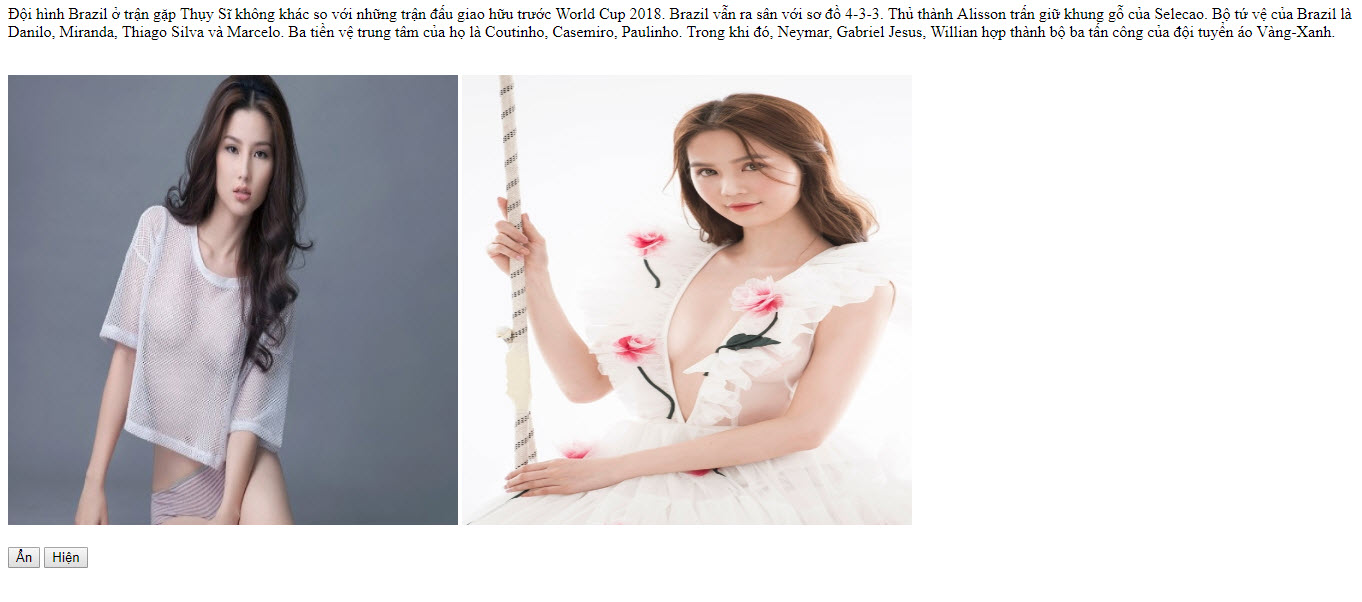 Đội hình Brazil ở trận gặp Thụy Sĩ không khác so với những trận đấu giao hữu trước World Cup 2018. Brazil vẫn ra sân với sơ đồ 4-3-3. Thủ thành Alisson trấn giữ khung gỗ của Selecao. Bộ tứ vệ của Brazil là
Danilo, Miranda, Thiago Silva và Marcelo. Ba tiền vệ trung tâm của họ là Coutinho, Casemiro, Paulinho. Trong khi đó, Neymar, Gabriel Jesus, Willian hợp thành bộ ba tấn công của đội tuyển áo Vàng-Xanh.
Ẩn Hiện